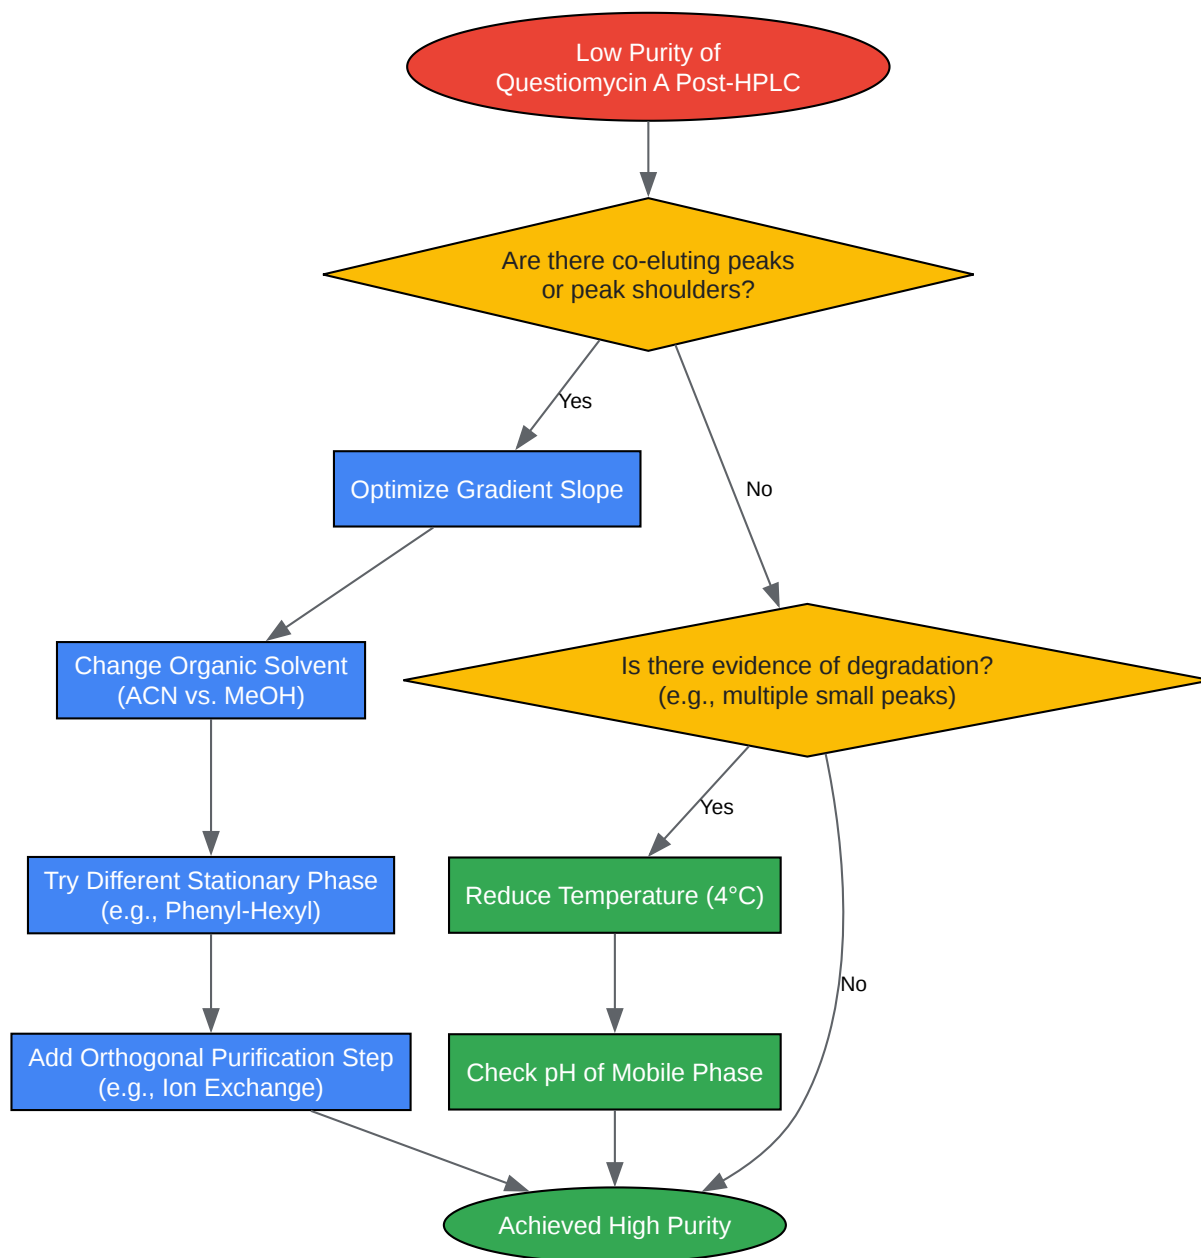 Low Purity of
Questiomycin A Post-HPLC
Are there co-eluting peaks
or peak shoulders?
Yes
Optimize Gradient Slope
No
Change Organic Solvent
(ACN vs. MeOH)
Is there evidence of degradation?
(e.g., multiple small peaks)
Yes
Try Different Stationary Phase
(e.g., Phenyl-Hexyl)
Reduce Temperature (4°C)
No
Add Orthogonal Purification Step
(e.g., Ion Exchange)
Check pH of Mobile Phase
Achieved High Purity